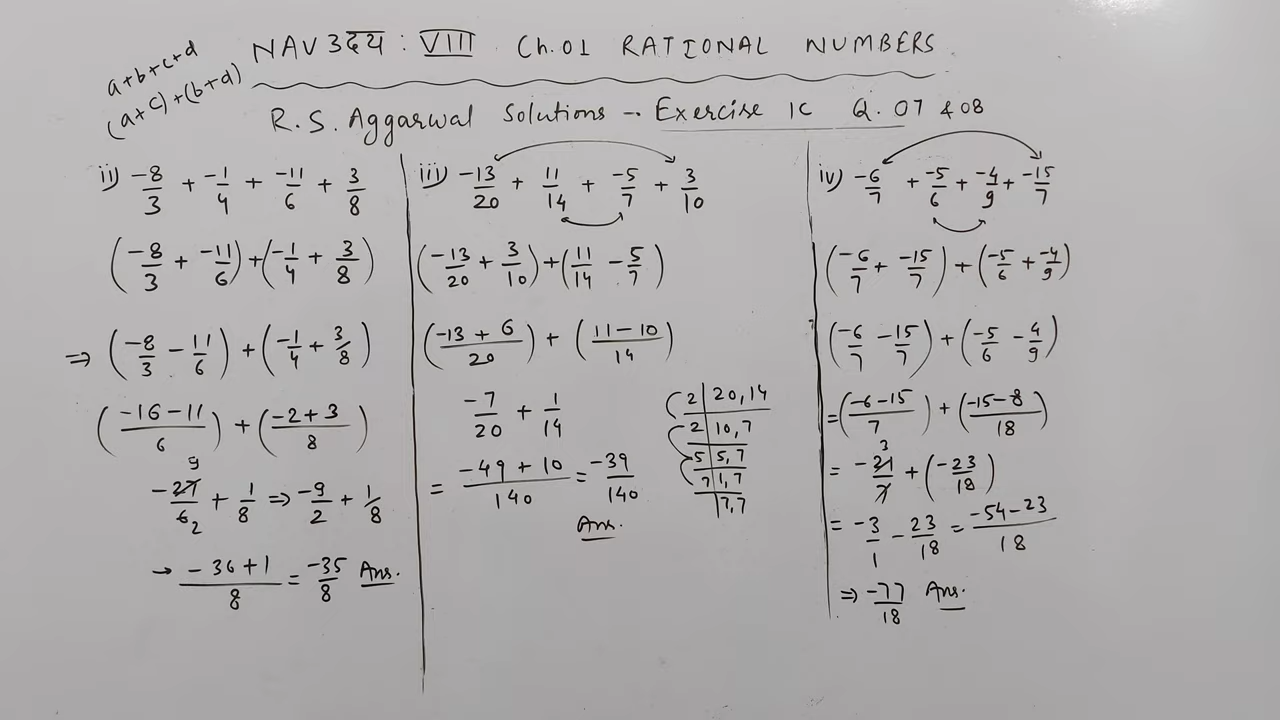 NAV उदय : VIII Ch.01 RATIONAL NUMBERS
a+b+c+d
(a+c)+(b+d)
R.S. Aggarwal Solutions -- Exercise 1C Q. 07 & 08
ii) -8/3 + -1/4 + -11/6 + 3/8
(-8/3 + -11/6) + (-1/4 + 3/8)
⇒ (-8/3 - 11/6) + (-1/4 + 3/8)
(-16-11/6) + (-2+3/8)
9
-27/6 2 + 1/8 ⇒ -9/2 + 1/8
→ -36+1/8 = -35/8 Ans.
iii) -13/20 + 11/14 + -5/7 + 3/10
(-13/20 + 3/10) + (11/14 - 5/7)
(-13+6/20) + (11-10/14)
-7/20 + 1/14
= -49+10/140 = -39/140
Ans.
2 | 20, 14
2 | 10, 7
5 | 5, 7
7 | 1, 7
| 7, 7
iv) -6/7 + -5/6 + -4/9 + -15/7
(-6/7 + -15/7) + (-5/6 + -4/9)
(-6/7 - 15/7) + (-5/6 - 4/9)
= (-6-15/7) + (-15-8/18)
3
= -21/7 + (-23/18)
= -3/1 - 23/18 = -54-23/18
⇒ -77/18 Ans.